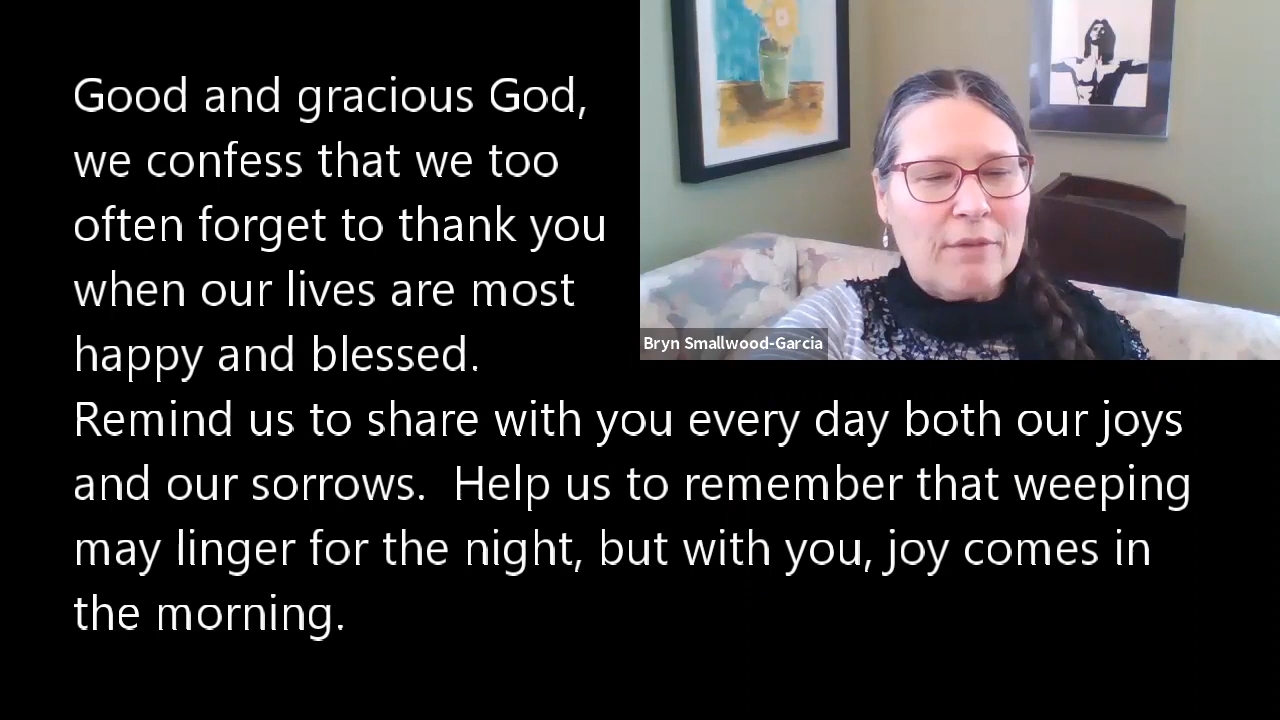 Good and gracious God,
we confess that we too
often forget to thank you
when our lives are most
happy and blessed.
Bryn Smallwood-Garcia
Remind us to share with you every day both our joys
and our sorrows.  Help us to remember that weeping
may linger for the night, but with you, joy comes in
the morning.